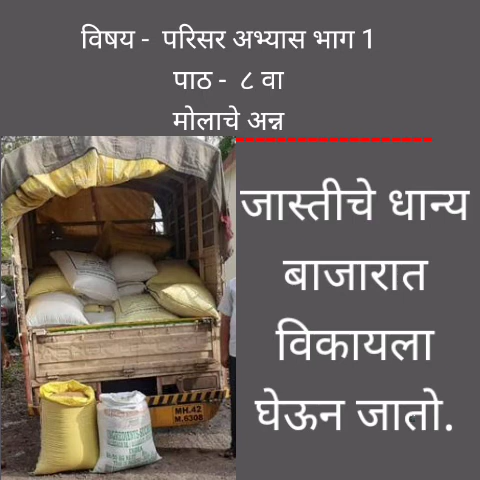 विषय - परिसर अभ्यास भाग 1
पाठ - ८ वा
मोलाचे अन्न
जास्तीचे धान्य
बाजारात
विकायला
घेऊन जातो.
MH.42
M.6308